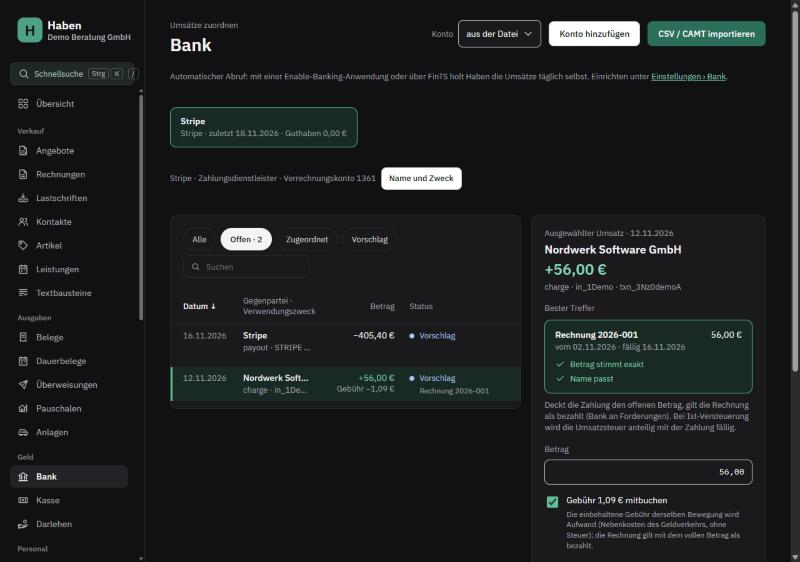 H
Haben
Demo Beratung GmbH
Schnellsuche Strg K /
Übersicht
Verkauf
Angebote
Rechnungen
Lastschriften
Kontakte
Artikel
Leistungen
Textbausteine
Ausgaben
Belege
Dauerbelege
Überweisungen
Pauschalen
Anlagen
Geld
Bank
Kasse
Darlehen
Personal
Umsätze zuordnen
Bank
Konto aus der Datei Konto hinzufügen CSV / CAMT importieren
Automatischer Abruf: mit einer Enable-Banking-Anwendung oder über FinTS holt Haben die Umsätze täglich selbst. Einrichten unter Einstellungen › Bank.
Stripe
Stripe · zuletzt 18.11.2026 · Guthaben 0,00 €
Stripe · Zahlungsdienstleister · Verrechnungskonto 1361 Name und Zweck
Alle Offen · 2 Zugeordnet Vorschlag
Suchen
Datum ↓ Gegenpartei · Verwendungszweck Betrag Status
16.11.2026 Stripe −405,40 € Vorschlag
payout · STRIPE ...
12.11.2026 Nordwerk Soft... +56,00 € Vorschlag
charge · in_1De... Gebühr −1,09 € Rechnung 2026-001
Ausgewählter Umsatz · 12.11.2026
Nordwerk Software GmbH
+56,00 €
charge · in_1Demo · txn_3Nz0demoA
Bester Treffer
Rechnung 2026-001 56,00 €
vom 02.11.2026 · fällig 16.11.2026
Betrag stimmt exakt
Name passt
Deckt die Zahlung den offenen Betrag, gilt die Rechnung
als bezahlt (Bank an Forderungen). Bei Ist-Versteuerung
wird die Umsatzsteuer anteilig mit der Zahlung fällig.
Betrag
56,00
Gebühr 1,09 € mitbuchen
Die einbehaltene Gebühr derselben Bewegung wird
Aufwand (Nebenkosten des Geldverkehrs, ohne
Steuer); die Rechnung gilt mit dem vollen Betrag als
bezahlt.